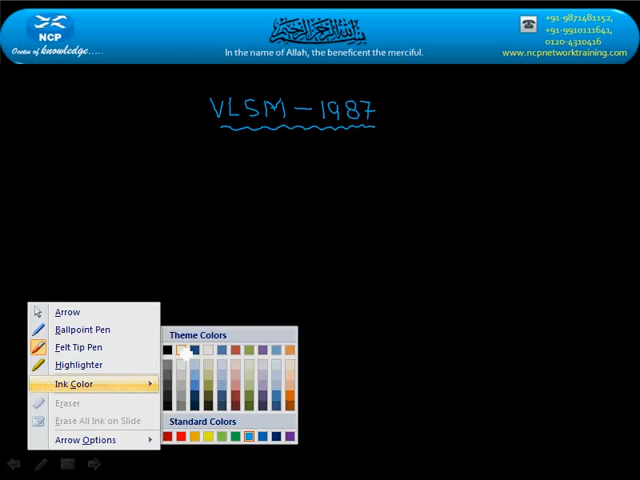 NCP
Ocean of knowledge.....
بسم الله الرحمن الرحيم
In the name of Allah, the beneficent the merciful.
+91-9871481152,
+91-9910111641,
0120-4310416
www.ncpnetworktraining.com
VLSM – 1987
Arrow
Ballpoint Pen
Felt Tip Pen
Highlighter
Ink Color
Eraser
Erase All Ink on Slide
Arrow Options
Theme Colors
Standard Colors